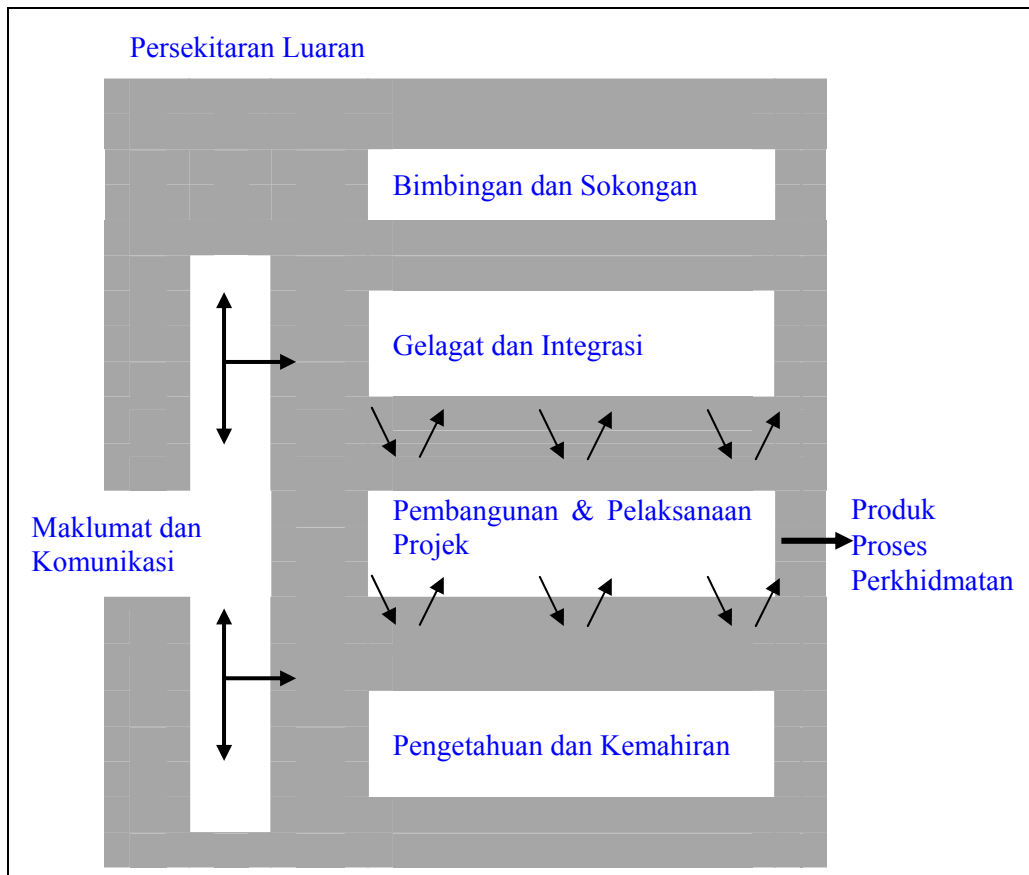 Persekitaran Luaran
Bimbingan dan Sokongan
Gelagat dan Integrasi
Maklumat dan
Komunikasi
Pembangunan & Pelaksanaan
Projek
Produk
Proses
Perkhidmatan
Pengetahuan dan Kemahiran